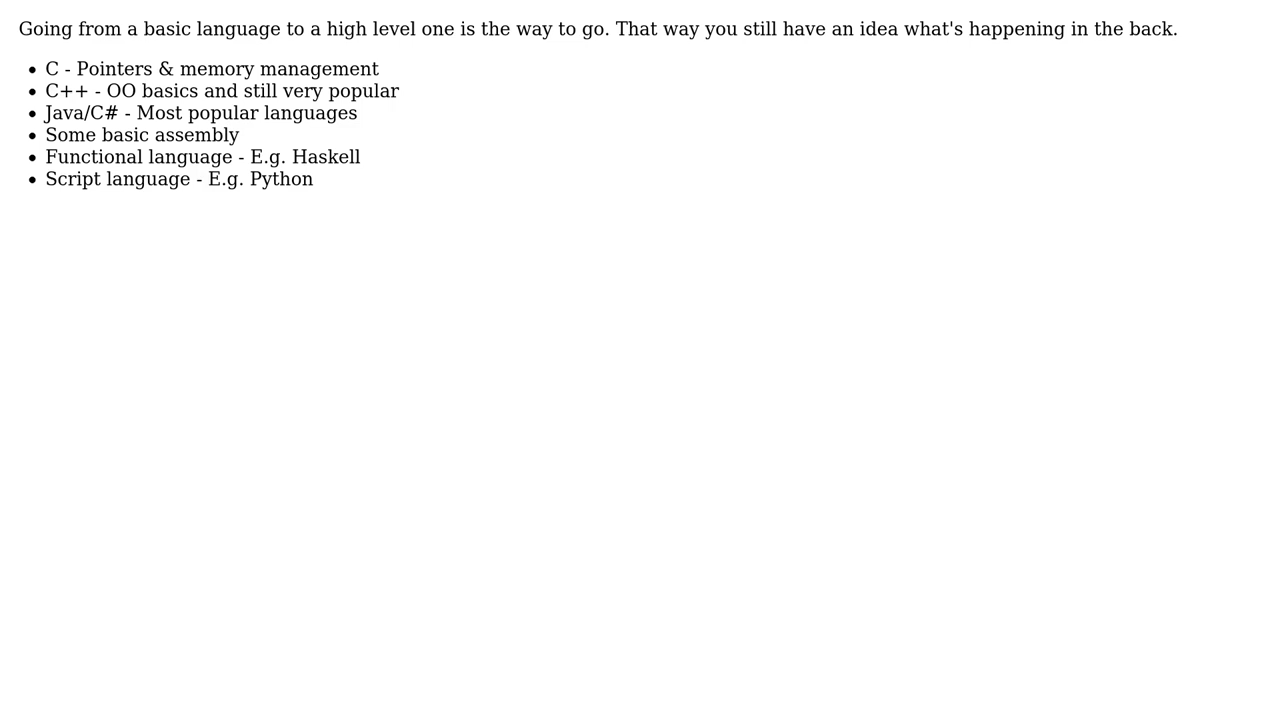 Going from a basic language to a high level one is the way to go. That way you still have an idea what's happening in the back.
• C - Pointers & memory management
• C++ - OO basics and still very popular
• Java/C# - Most popular languages
• Some basic assembly
• Functional language - E.g. Haskell
• Script language - E.g. Python